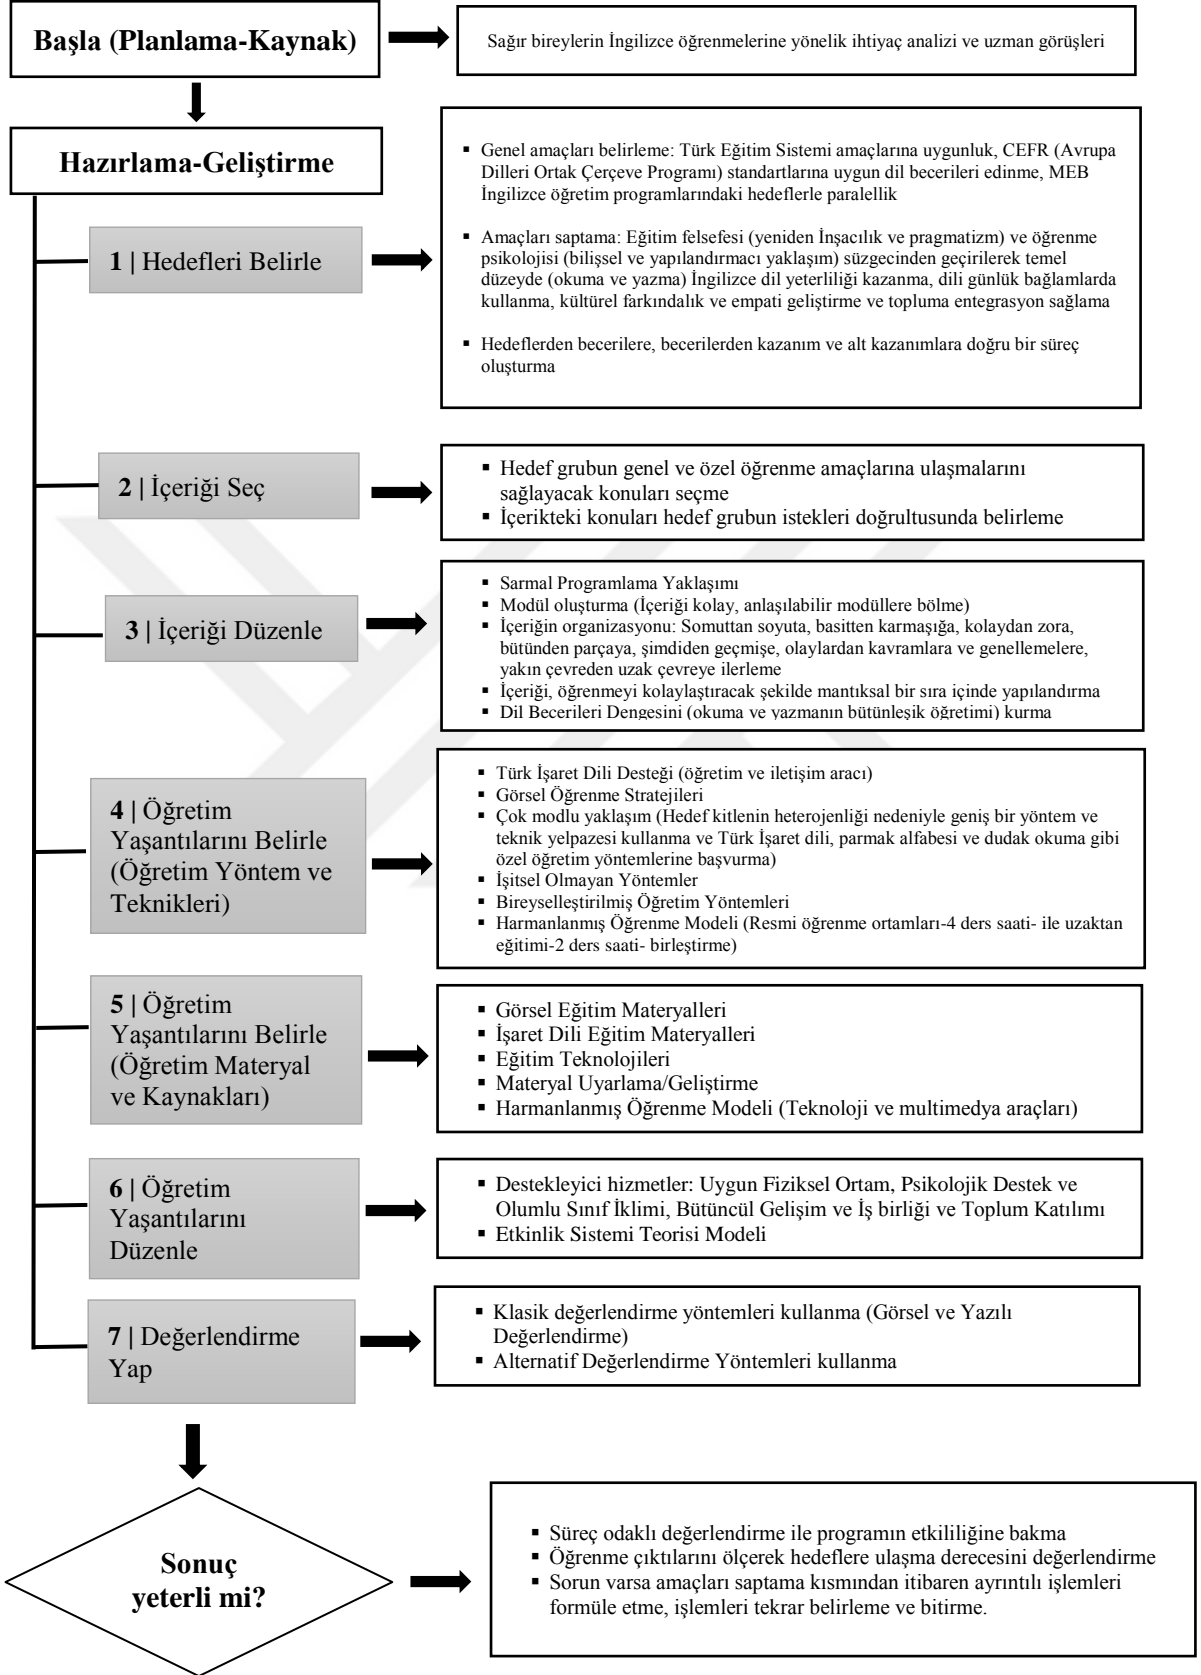 Başla (Planlama-Kaynak)
Sağır bireylerin İngilizce öğrenmelerine yönelik ihtiyaç analizi ve uzman görüşleri
Hazırlama-Geliştirme
1 | Hedefleri Belirle
▪ Genel amaçları belirleme: Türk Eğitim Sistemi amaçlarına uygunluk, CEFR (Avrupa
Dilleri Ortak Çerçeve Programı) standartlarına uygun dil becerileri edinme, MEB
İngilizce öğretim programlarındaki hedeflerle paralellik
▪ Amaçları saptama: Eğitim felsefesi (yeniden İnşacılık ve pragmatizm) ve öğrenme
psikolojisi (bilişsel ve yapılandırmacı yaklaşım) süzgecinden geçirilerek temel
düzeyde (okuma ve yazma) İngilizce dil yeterliliği kazanma, dili günlük bağlamlarda
kullanma, kültürel farkındalık ve empati geliştirme ve topluma entegrasyon sağlama
▪ Hedeflerden becerilere, becerilerden kazanım ve alt kazanımlara doğru bir süreç
oluşturma
2 | İçeriği Seç
▪ Hedef grubun genel ve özel öğrenme amaçlarına ulaşmalarını
sağlayacak konuları seçme
▪ İçerikteki konuları hedef grubun istekleri doğrultusunda belirleme
3 | İçeriği Düzenle
▪ Sarmal Programlama Yaklaşımı
▪ Modül oluşturma (İçeriği kolay, anlaşılabilir modüllere bölme)
▪ İçeriğin organizasyonu: Somuttan soyuta, basitten karmaşığa, kolaydan zora,
bütünden parçaya, şimdiden geçmişe, olaylardan kavramlara ve genellemelere,
yakın çevreden uzak çevreye ilerleme
▪ İçeriği, öğrenmeyi kolaylaştıracak şekilde mantıksal bir sıra içinde yapılandırma
▪ Dil Becerileri Dengesini (okuma ve yazmanın bütünleşik öğretimi) kurma
4 | Öğretim
Yaşantılarını Belirle
(Öğretim Yöntem ve
Teknikleri)
▪ Türk İşaret Dili Desteği (öğretim ve iletişim aracı)
▪ Görsel Öğrenme Stratejileri
▪ Çok modlu yaklaşım (Hedef kitlenin heterojenliği nedeniyle geniş bir yöntem ve
teknik yelpazesi kullanma ve Türk İşaret dili, parmak alfabesi ve dudak okuma gibi
özel öğretim yöntemlerine başvurma)
▪ İşitsel Olmayan Yöntemler
▪ Bireyselleştirilmiş Öğretim Yöntemleri
▪ Harmanlanmış Öğrenme Modeli (Resmi öğrenme ortamları-4 ders saati- ile uzaktan
eğitimi-2 ders saati- birleştirme)
5 | Öğretim
Yaşantılarını Belirle
(Öğretim Materyal
ve Kaynakları)
▪ Görsel Eğitim Materyalleri
▪ İşaret Dili Eğitim Materyalleri
▪ Eğitim Teknolojileri
▪ Materyal Uyarlama/Geliştirme
▪ Harmanlanmış Öğrenme Modeli (Teknoloji ve multimedya araçları)
6 | Öğretim
Yaşantılarını
Düzenle
▪ Destekleyici hizmetler: Uygun Fiziksel Ortam, Psikolojik Destek ve
Olumlu Sınıf İklimi, Bütüncül Gelişim ve İş birliği ve Toplum Katılımı
▪ Etkinlik Sistemi Teorisi Modeli
7 | Değerlendirme
Yap
▪ Klasik değerlendirme yöntemleri kullanma (Görsel ve Yazılı
Değerlendirme)
▪ Alternatif Değerlendirme Yöntemleri kullanma
Sonuç
yeterli mi?
▪ Süreç odaklı değerlendirme ile programın etkililiğine bakma
▪ Öğrenme çıktılarını ölçerek hedeflere ulaşma derecesini değerlendirme
▪ Sorun varsa amaçları saptama kısmından itibaren ayrıntılı işlemleri
formüle etme, işlemleri tekrar belirleme ve bitirme.